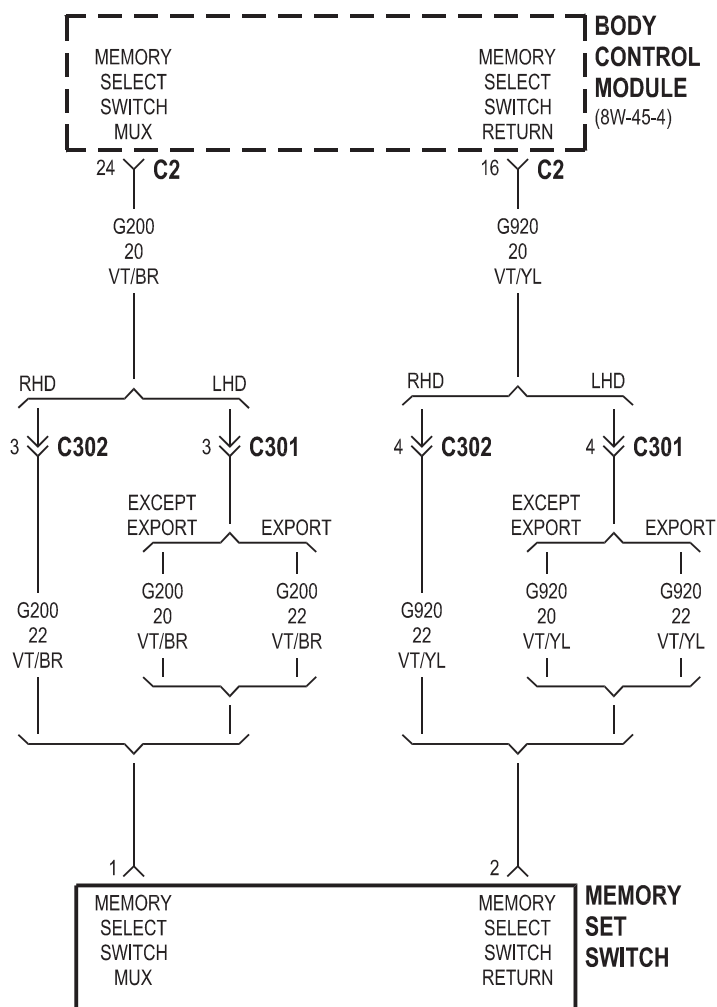 BODY
CONTROL
MODULE
(8W-45-4)
MEMORY
SELECT
SWITCH
MUX
MEMORY
SELECT
SWITCH
RETURN
24 C2
16 C2
G200
20
VT/BR
G920
20
VT/YL
RHD
LHD
RHD
LHD
3 C302
3 C301
4 C302
4 C301
EXCEPT
EXPORT
EXPORT
EXCEPT
EXPORT
EXPORT
G200
22
VT/BR
G200
20
VT/BR
G200
22
VT/BR
G920
22
VT/YL
G920
20
VT/YL
G920
22
VT/YL
1
2
MEMORY
SELECT
SWITCH
MUX
MEMORY
SELECT
SWITCH
RETURN
MEMORY
SET
SWITCH